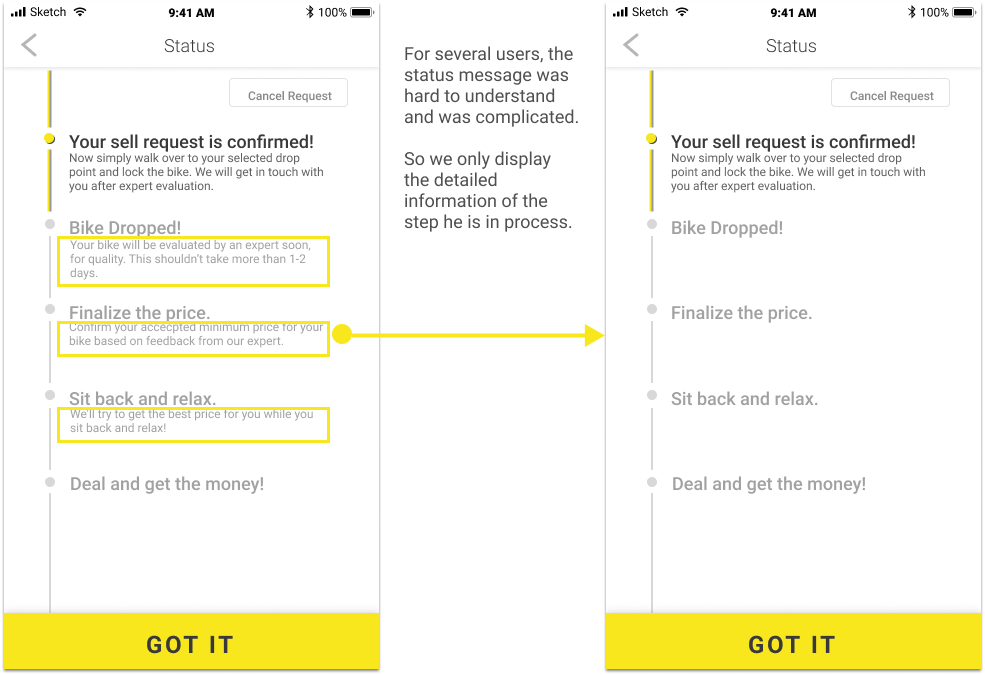 Sketch 9:41 AM 100%
Status
Cancel Request
Your sell request is confirmed!
Now simply walk over to your selected drop
point and lock the bike. We will get in touch with
you after expert evaluation.
Bike Dropped!
Your bike will be evaluated by an expert soon,
for quality. This shouldn't take more than 1-2
days.
Finalize the price.
Confirm your accecpted minimum price for your
bike based on feedback from our expert.
Sit back and relax.
We'll try to get the best price for you while you
sit back and relax!
Deal and get the money!
GOT IT
For several users, the
status message was
hard to understand
and was complicated.
So we only display
the detailed
information of the
step he is in process.
Sketch 9:41 AM 100%
Status
Cancel Request
Your sell request is confirmed!
Now simply walk over to your selected drop
point and lock the bike. We will get in touch with
you after expert evaluation.
Bike Dropped!
Finalize the price.
Sit back and relax.
Deal and get the money!
GOT IT